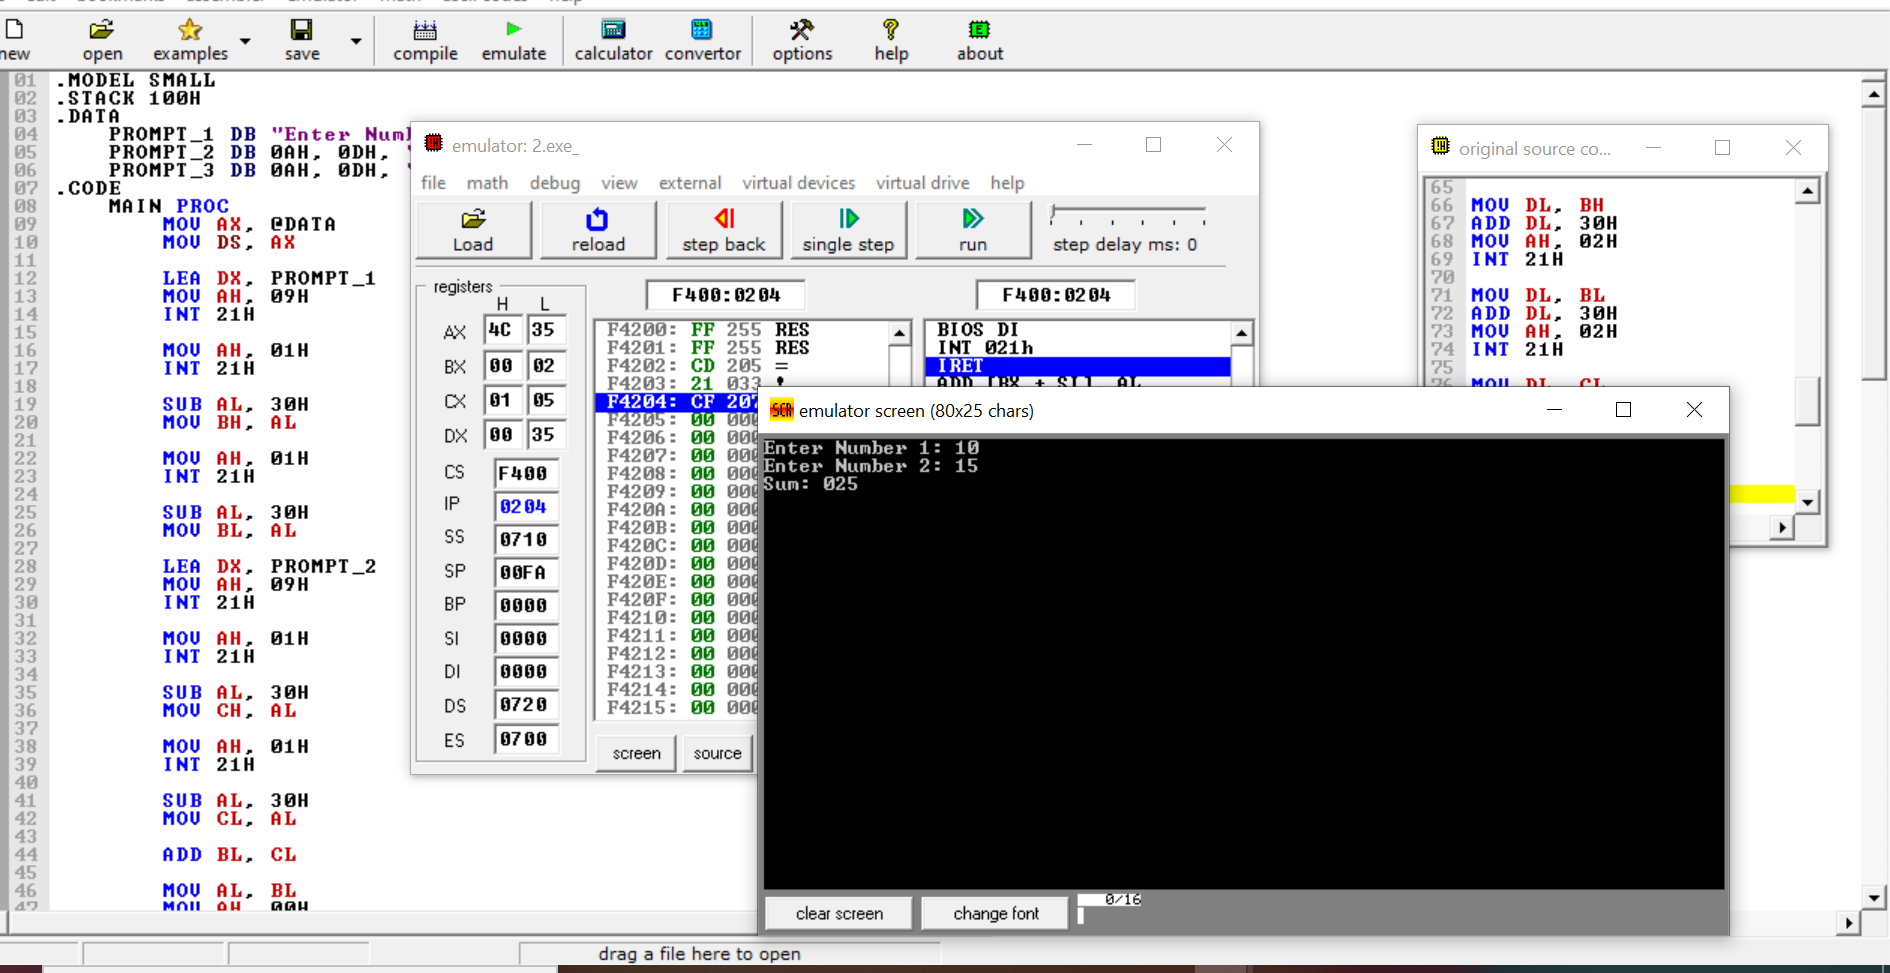 new
open
examples
save
compile
emulate
calculator
convertor
options
help
about
01 .MODEL SMALL
02 .STACK 100H
03 .DATA
04 PROMPT_1 DB "Enter
05 PROMPT_2 DB 0AH, 0DH,
06 PROMPT_3 DB 0AH, 0DH,
07 .CODE
08 MAIN PROC
09 MOV AX, @DATA
10 MOV DS, AX
11
12 LEA DX, PROMPT_1
13 MOV AH, 09H
14 INT 21H
15
16 MOV AH, 01H
17 INT 21H
18
19 SUB AL, 30H
20 MOV BH, AL
21
22 MOV AH, 01H
23 INT 21H
24
25 SUB AL, 30H
26 MOV BL, AL
27
28 LEA DX, PROMPT_2
29 MOV AH, 09H
30 INT 21H
31
32 MOV AH, 01H
33 INT 21H
34
35 SUB AL, 30H
36 MOV CH, AL
37
38 MOV AH, 01H
39 INT 21H
40
41 SUB AL, 30H
42 MOV CL, AL
43
44 ADD BL, CL
45
46 MOV AL, BL
47 MOV AH, 00H
emulator: 2.exe_
file math debug view external virtual devices virtual drive help
Load
reload
step back
single step
run
step delay ms: 0
registers
H L
AX 4C 35
BX 00 02
CX 01 05
DX 00 35
CS F400
IP 0204
SS 0710
SP 00FA
BP 0000
SI 0000
DI 0000
DS 0720
ES 0700
F400:0204
F400:0204
F4200: FF 255 RES
F4201: FF 255 RES
F4202: CD 205 =
F4203: 21 033 !
F4204: CF 207
F4205: 00 000
F4206: 00 000
F4207: 00 000
F4208: 00 000
F4209: 00 000
F420A: 00 000
F420B: 00 000
F420C: 00 000
F420D: 00 000
F420E: 00 000
F420F: 00 000
F4210: 00 000
F4211: 00 000
F4212: 00 000
F4213: 00 000
F4214: 00 000
F4215: 00 000
BIOS DI
INT 021h
IRET
ADD [BX + SI], AL
screen
source
original source co...
65
66 MOV DL, BH
67 ADD DL, 30H
68 MOV AH, 02H
69 INT 21H
70
71 MOV DL, BL
72 ADD DL, 30H
73 MOV AH, 02H
74 INT 21H
75
76 MOV DL, CL
SCR emulator screen (80x25 chars)
Enter Number 1: 10
Enter Number 2: 15
Sum: 025
clear screen
change font
0/16
drag a file here to open